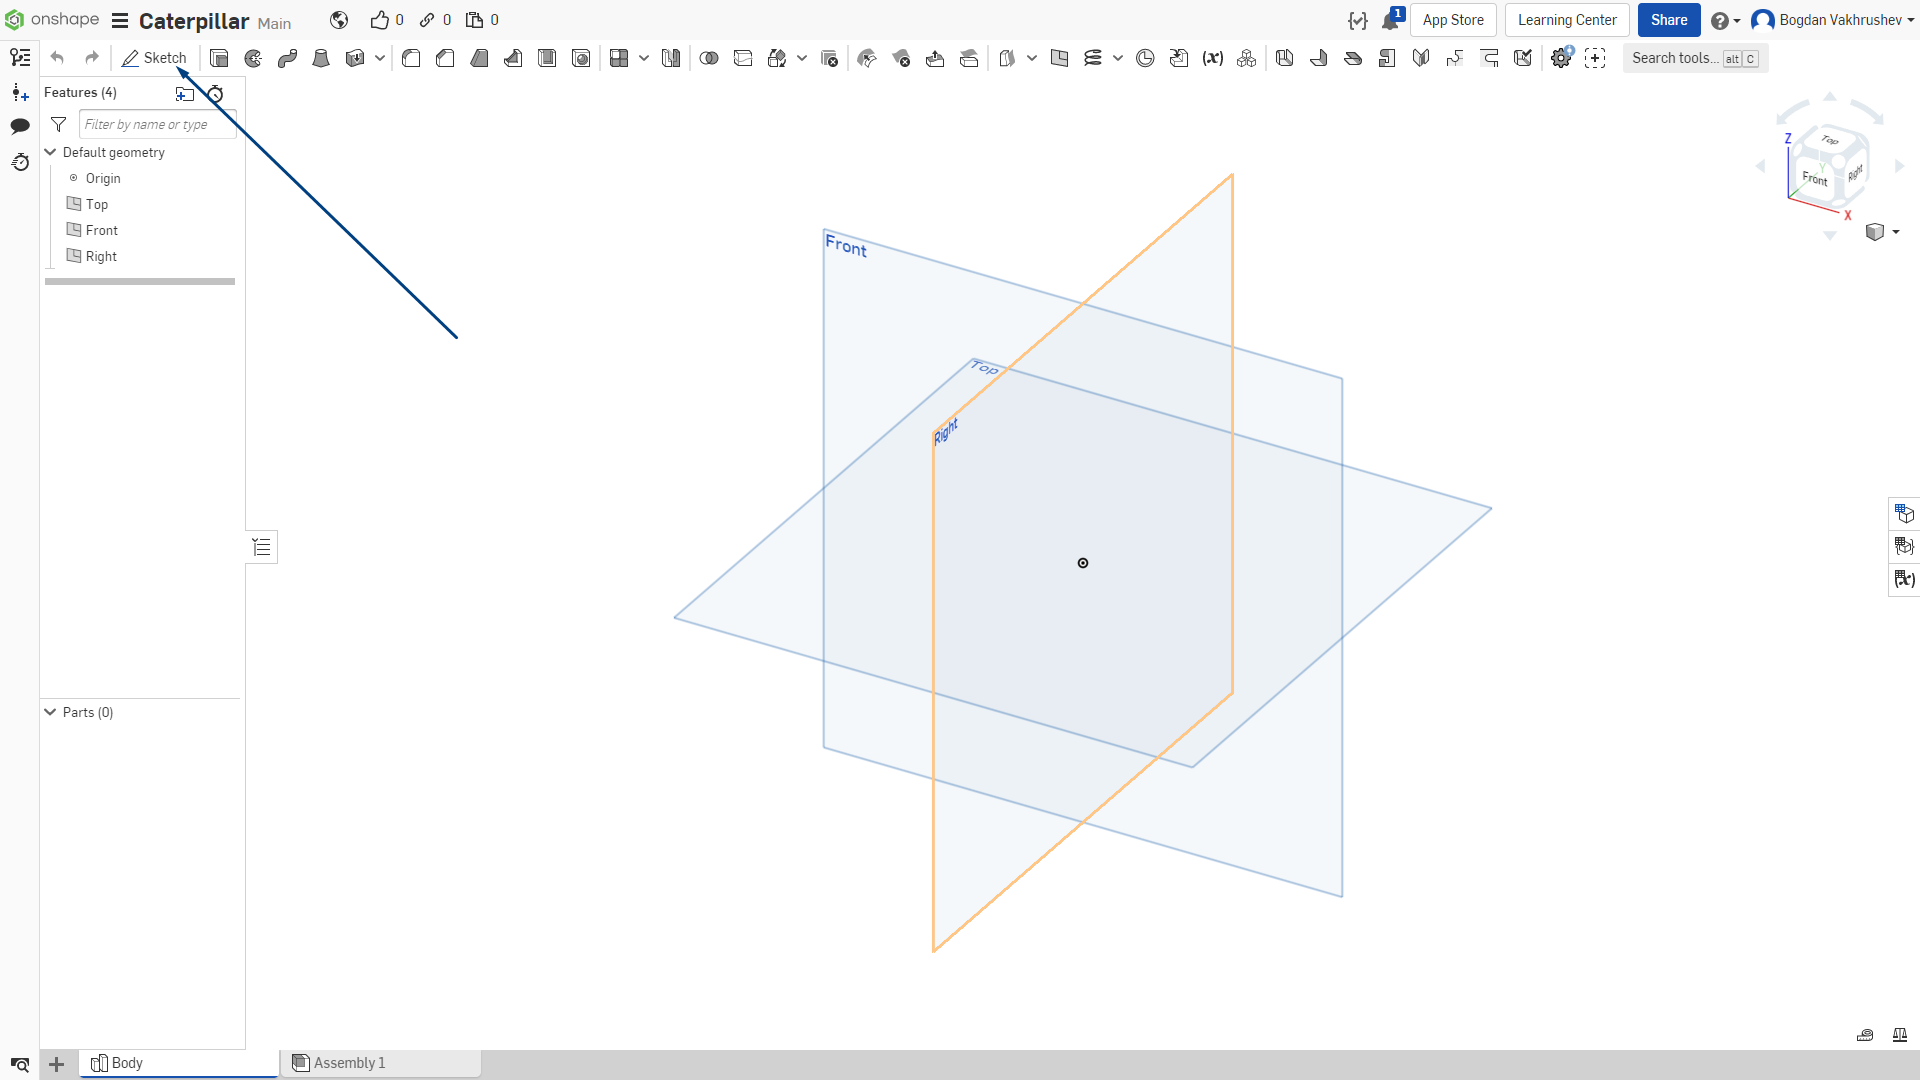 onshape Caterpillar Main 0 0 0 1 App Store Learning Center Share Bogdan Vakhrushev
Sketch (x) Search tools... alt C
Features (4)
Filter by name or type
Default geometry
Origin
Top
Front
Right
Parts (0)
Front
Top
Right
Z
Top
Y
Front
Right
X
(x)
Body
Assembly 1